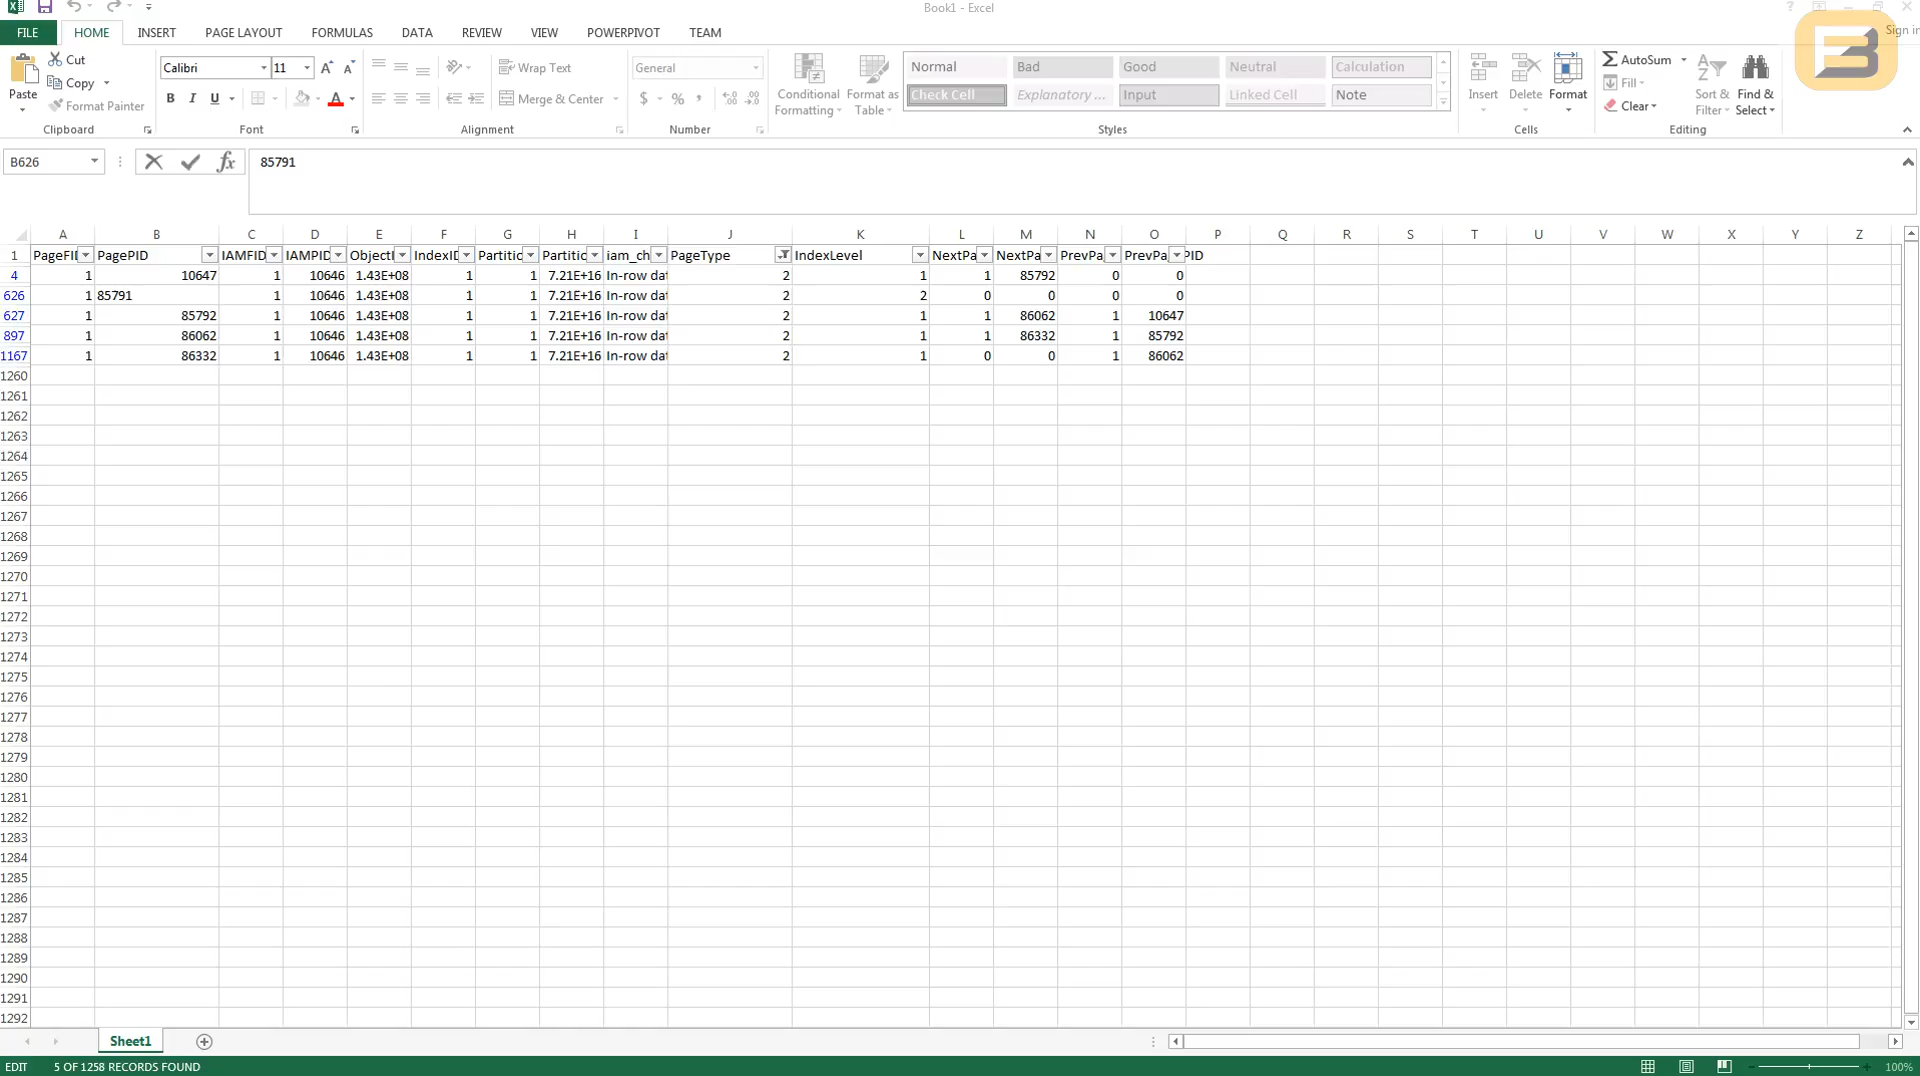 Book1 - Excel
Sign in
FILE HOME INSERT PAGE LAYOUT FORMULAS DATA REVIEW VIEW POWERPIVOT TEAM
Paste
Cut
Copy
Format Painter
Clipboard
Calibri 11
B I U
Font
Wrap Text
Merge & Center
Alignment
General
$ % ,
Number
Conditional Formatting
Format as Table
Normal Bad Good Neutral Calculation
Check Cell Explanatory ... Input Linked Cell Note
Styles
Insert Delete Format
Cells
AutoSum
Fill
Clear
Sort & Filter
Find & Select
Editing
B626 fx 85791
A B C D E F G H I J K L M N O P Q R S T U V W X Y Z
1 PageFI PagePID IAMFID IAMPID ObjectI IndexID Partitic Partitic iam_ch PageType IndexLevel NextPa NextPa PrevPa PrevPa PID
4 1 10647 1 10646 1.43E+08 1 1 7.21E+16 In-row dat 2 1 1 85792 0 0
626 1 85791 1 10646 1.43E+08 1 1 7.21E+16 In-row dat 2 2 0 0 0 0
627 1 85792 1 10646 1.43E+08 1 1 7.21E+16 In-row dat 2 1 1 86062 1 10647
897 1 86062 1 10646 1.43E+08 1 1 7.21E+16 In-row dat 2 1 1 86332 1 85792
1167 1 86332 1 10646 1.43E+08 1 1 7.21E+16 In-row dat 2 1 0 0 1 86062
1260
1261
1262
1263
1264
1265
1266
1267
1268
1269
1270
1271
1272
1273
1274
1275
1276
1277
1278
1279
1280
1281
1282
1283
1284
1285
1286
1287
1288
1289
1290
1291
1292
Sheet1
EDIT 5 OF 1258 RECORDS FOUND 100%